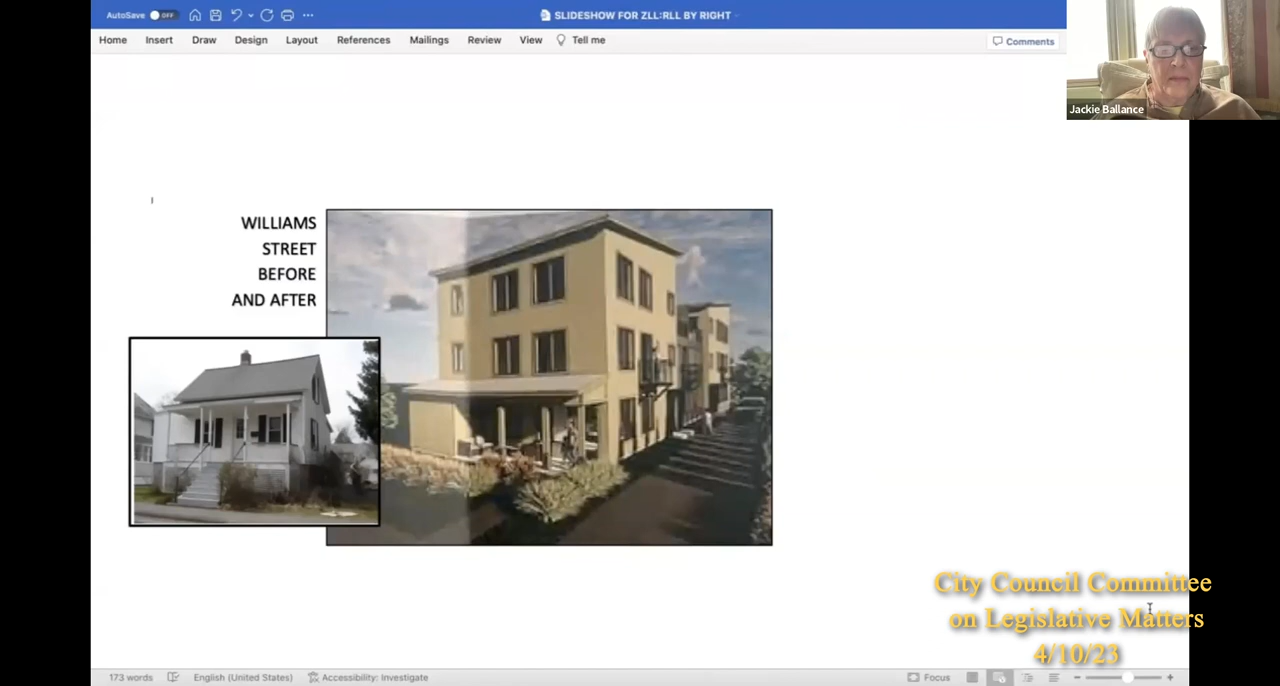 AutoSave OFF
SLIDESHOW FOR ZLL:RLL BY RIGHT
Home Insert Draw Design Layout References Mailings Review View Tell me
Comments
Jackie Ballance
WILLIAMS
STREET
BEFORE
AND AFTER
City Council Committee
on Legislative Matters
4/10/23
173 words English (United States) Accessibility: Investigate
Focus